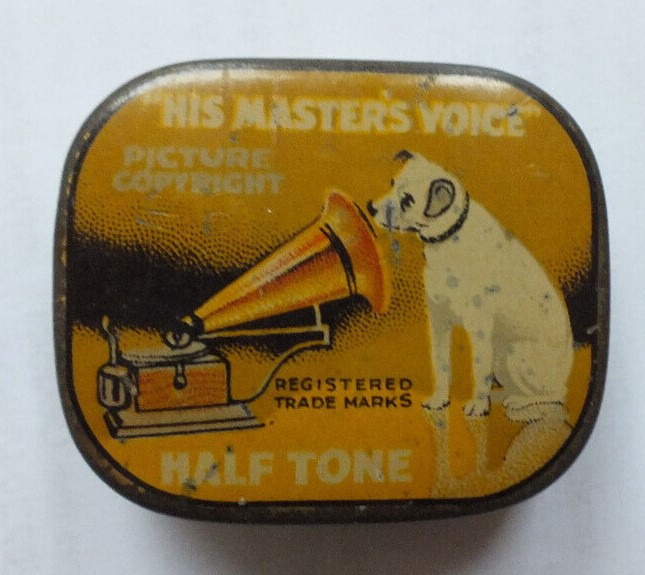 "HIS MASTER'S VOICE"
PICTURE
COPYRIGHT
REGISTERED
TRADE MARKS
HALF TONE